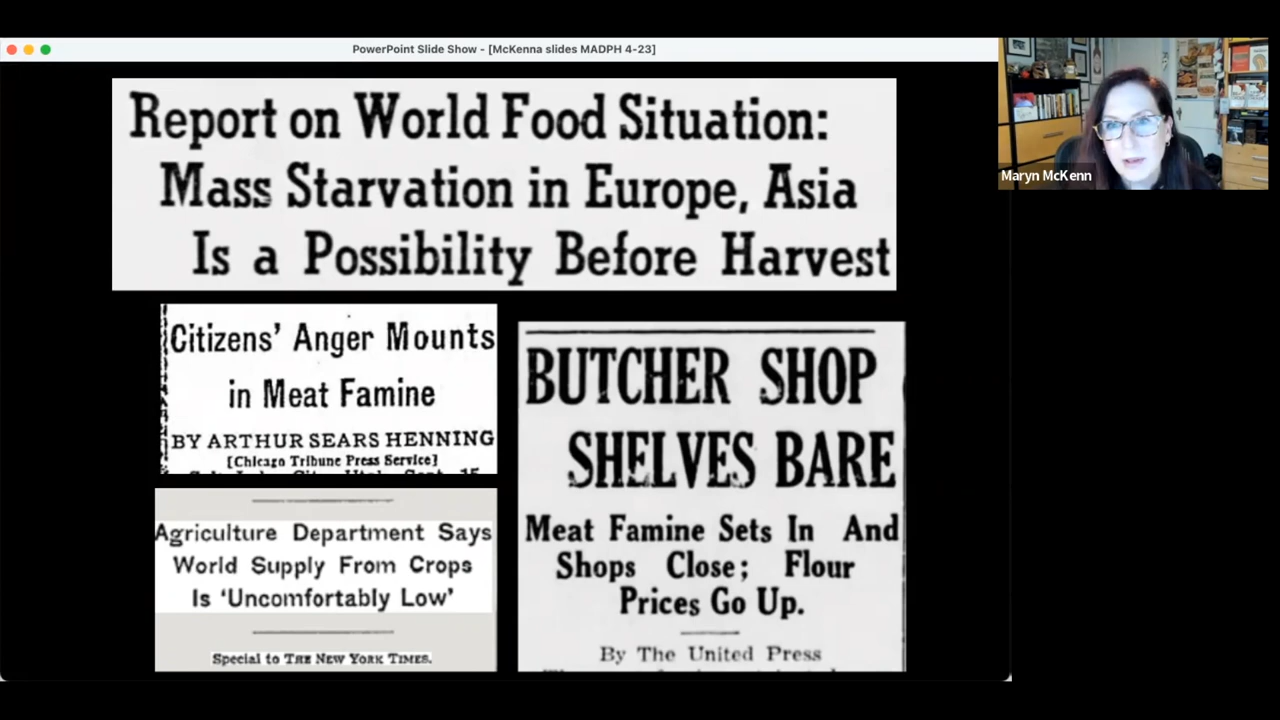 PowerPoint Slide Show - [McKenna slides MADPH 4-23]
Report on World Food Situation:
Mass Starvation in Europe, Asia
Is a Possibility Before Harvest
Citizens' Anger Mounts
in Meat Famine
BY ARTHUR SEARS HENNING
[Chicago Tribune Press Service]
Agriculture Department Says
World Supply From Crops
Is 'Uncomfortably Low'
Special to THE NEW YORK TIMES.
BUTCHER SHOP
SHELVES BARE
Meat Famine Sets In And
Shops Close; Flour
Prices Go Up.
By The United Press
Maryn McKenn